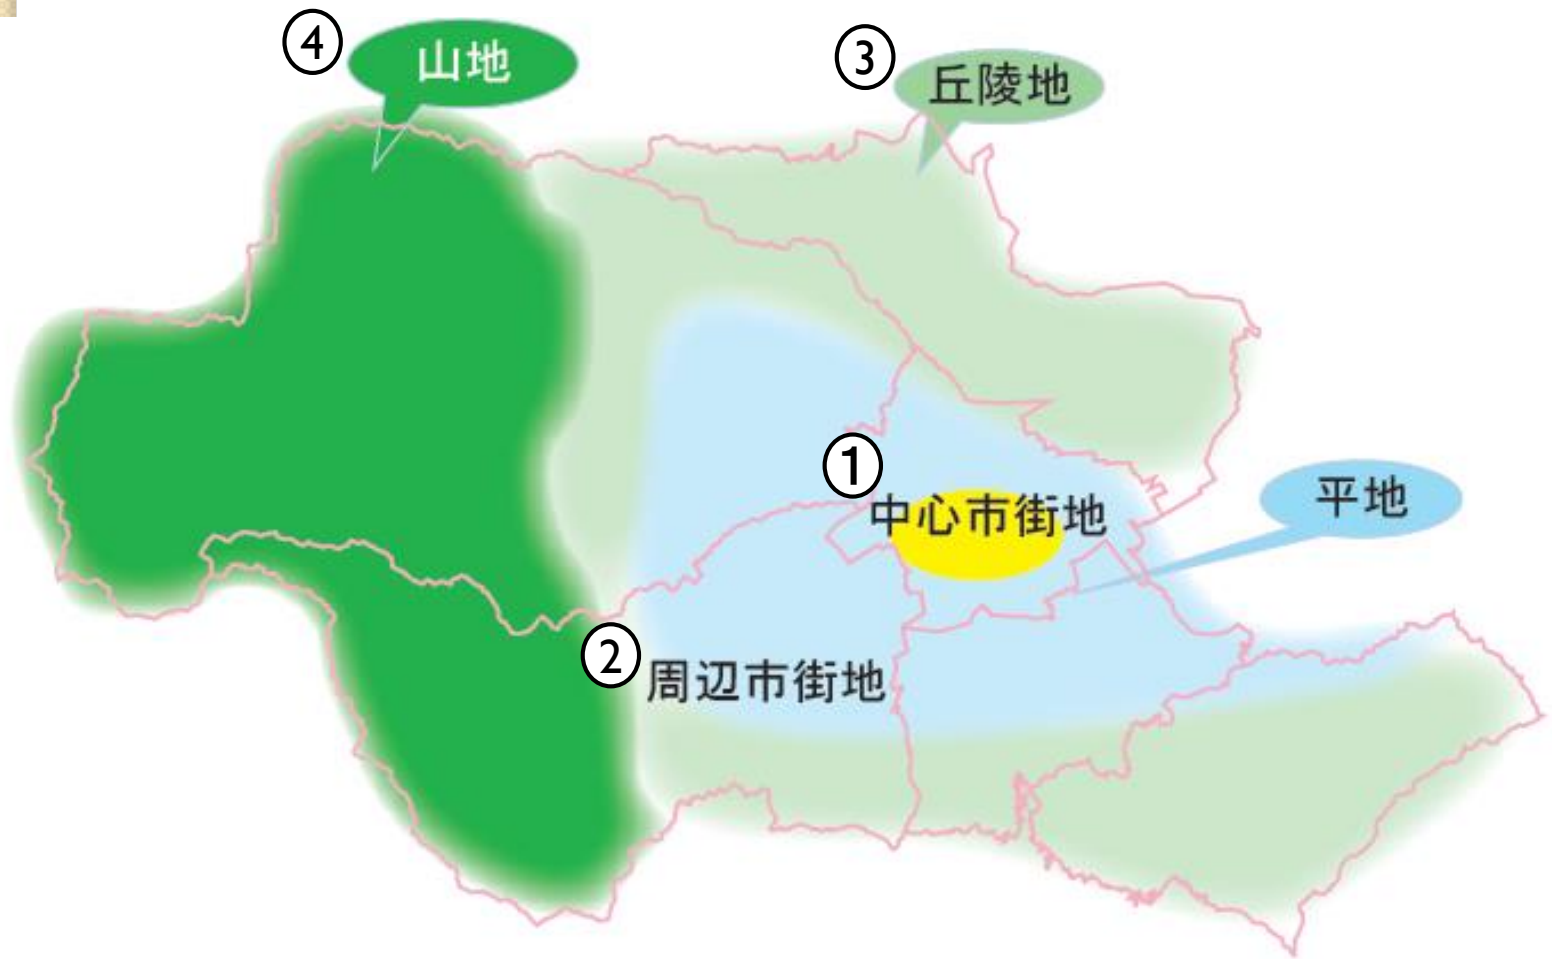 ④ 山地
③ 丘陵地
① 中心市街地
平地
② 周辺市街地